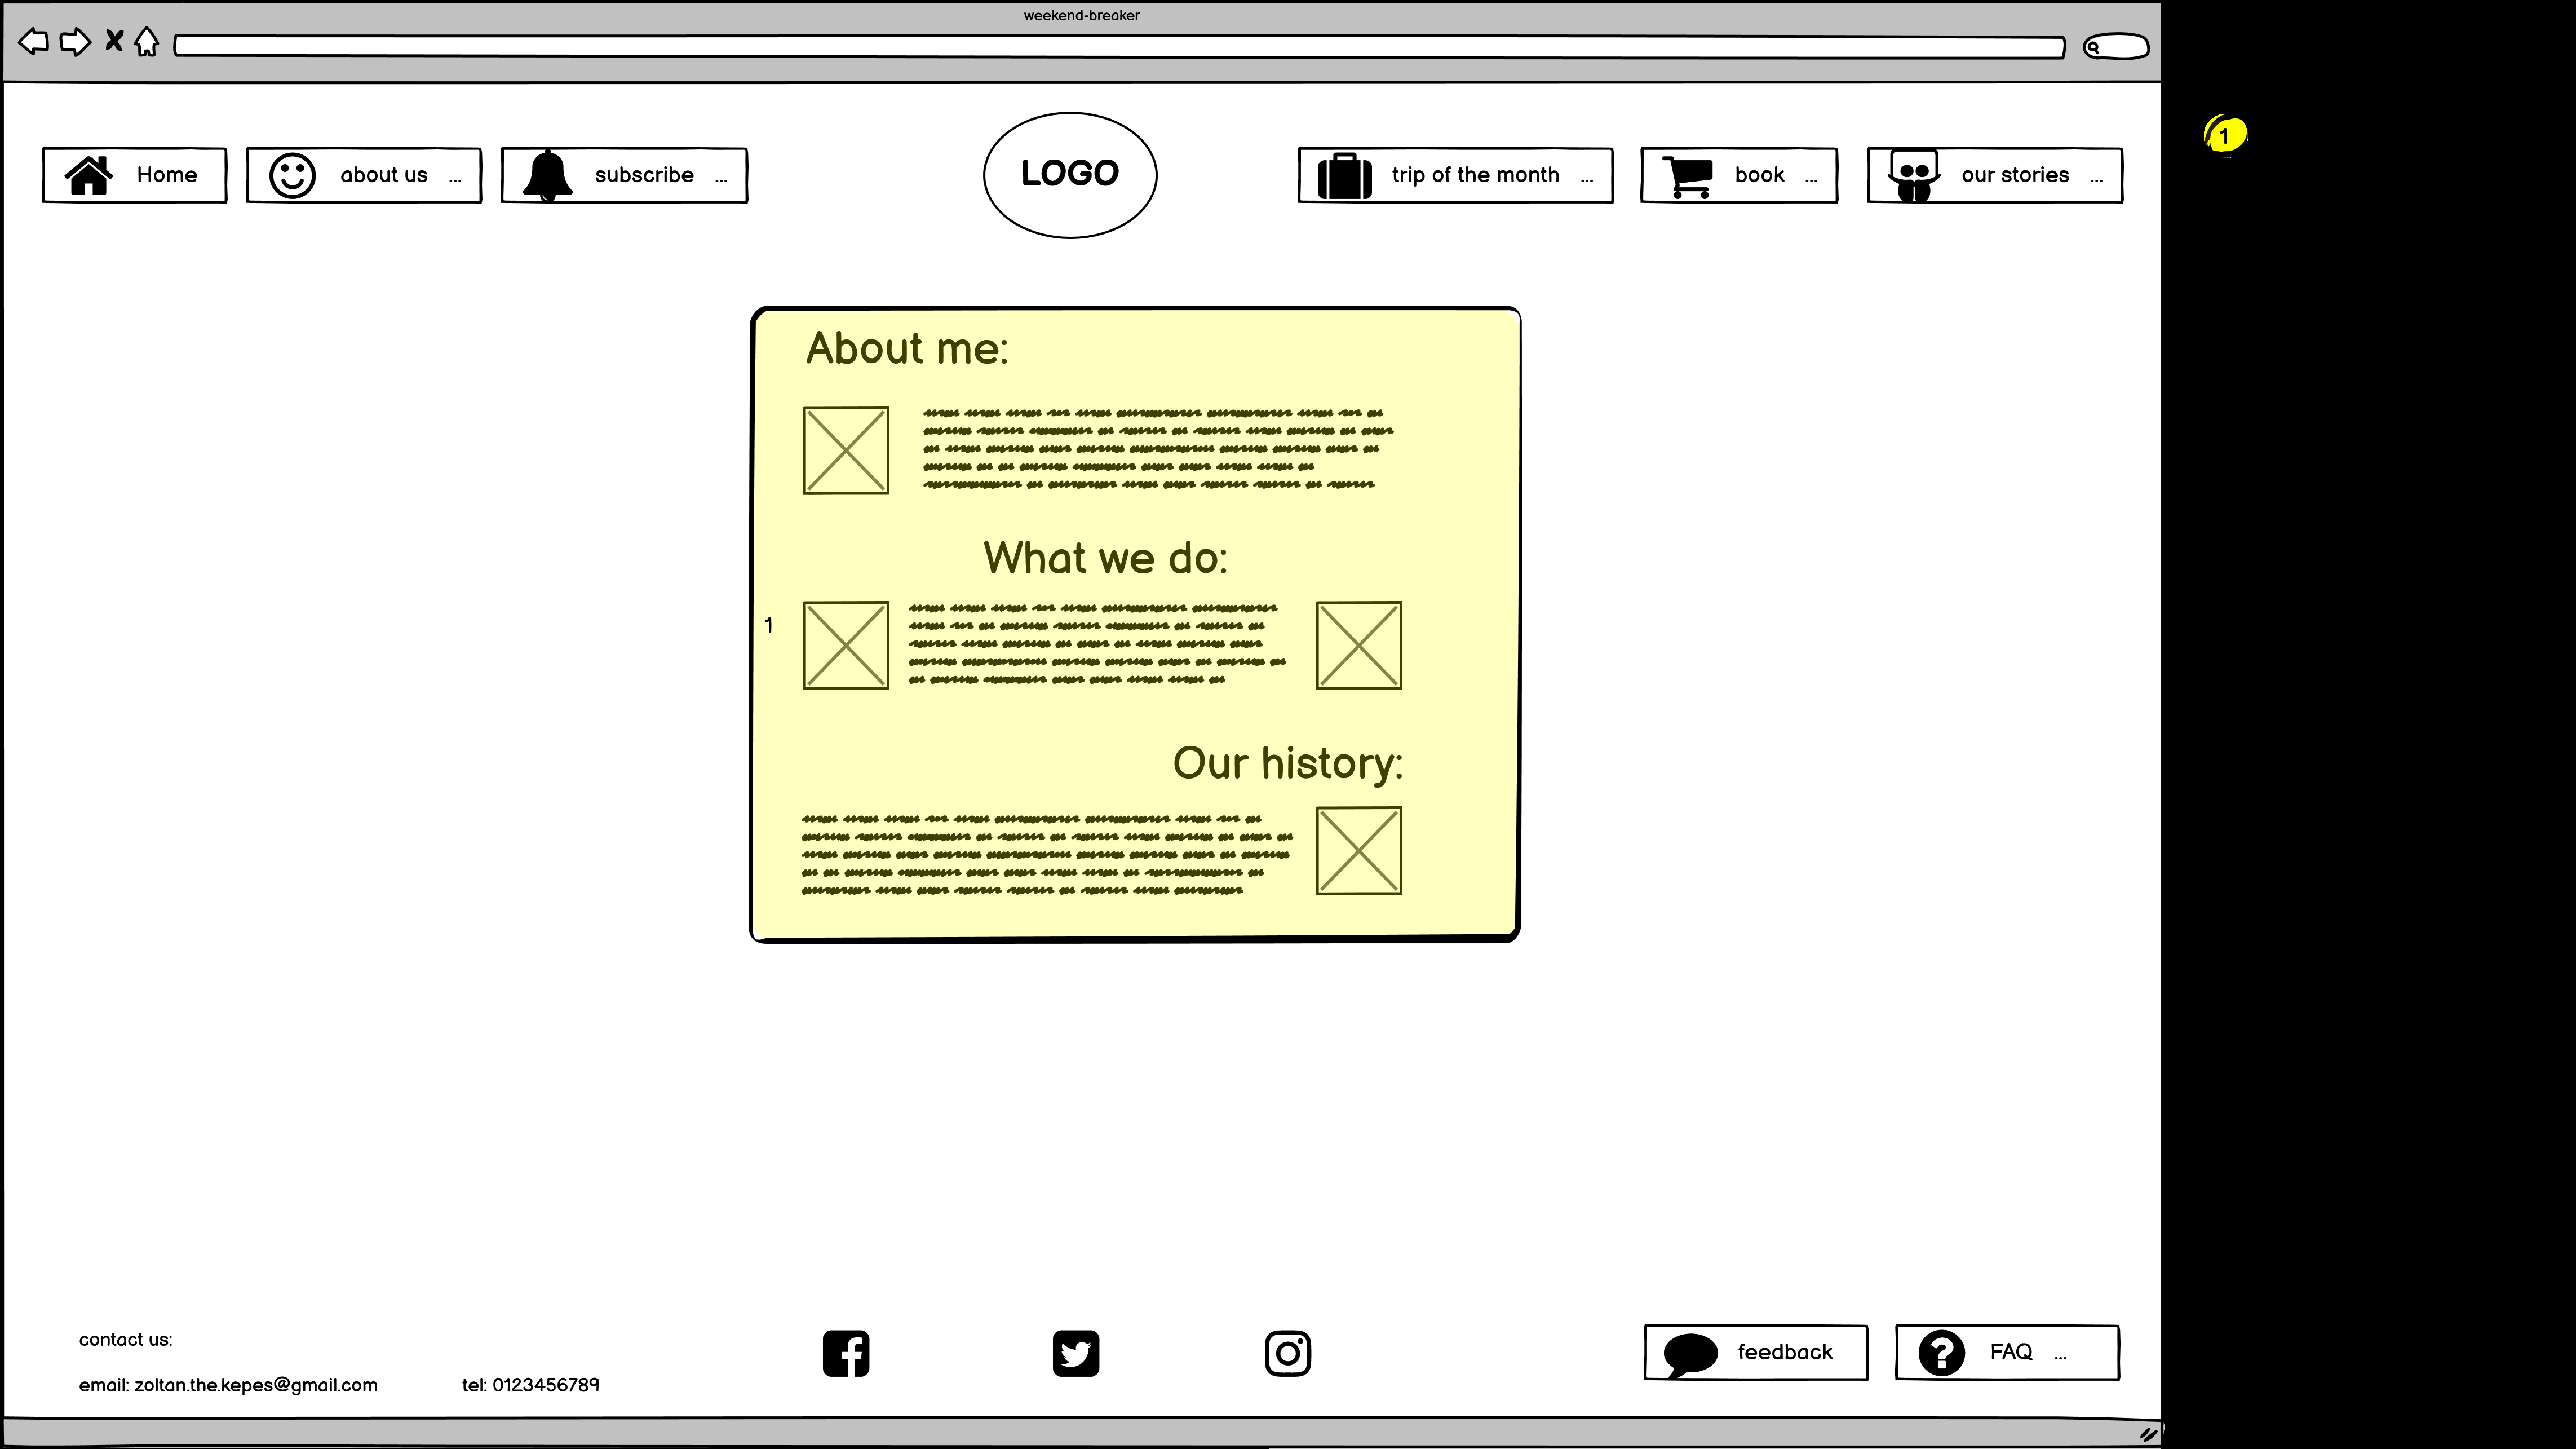 weekend-breaker
Home
about us ...
subscribe ...
LOGO
trip of the month ...
book ...
our stories ...
1
About me:
What we do:
1
Our history:
contact us:
email: zoltan.the.kepes@gmail.com
tel: 0123456789
feedback
FAQ ...